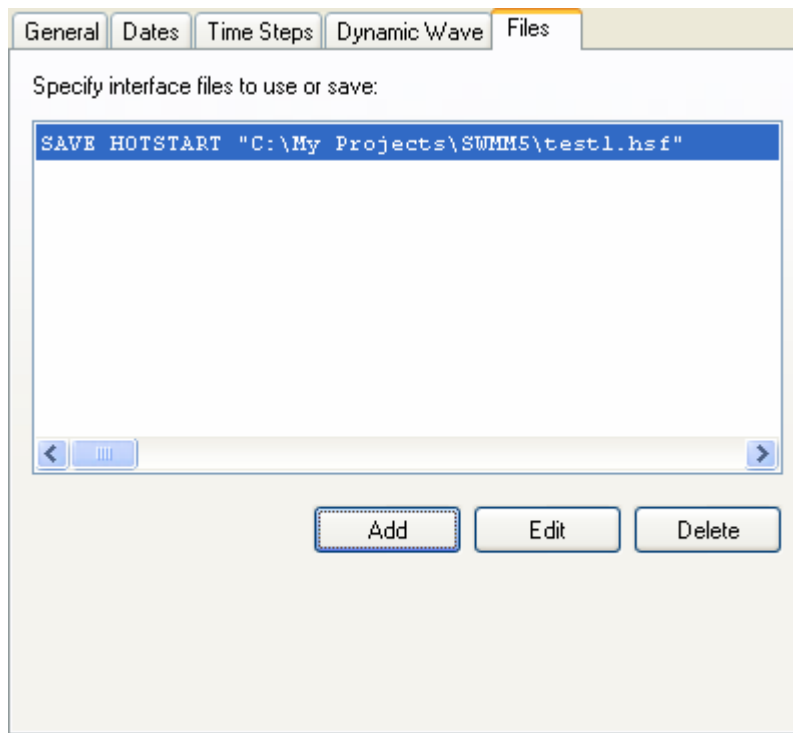 General Dates Time Steps Dynamic Wave Files
Specify interface files to use or save:
SAVE HOTSTART "C:\My Projects\SWMM5\test1.hsf"
Add Edit Delete